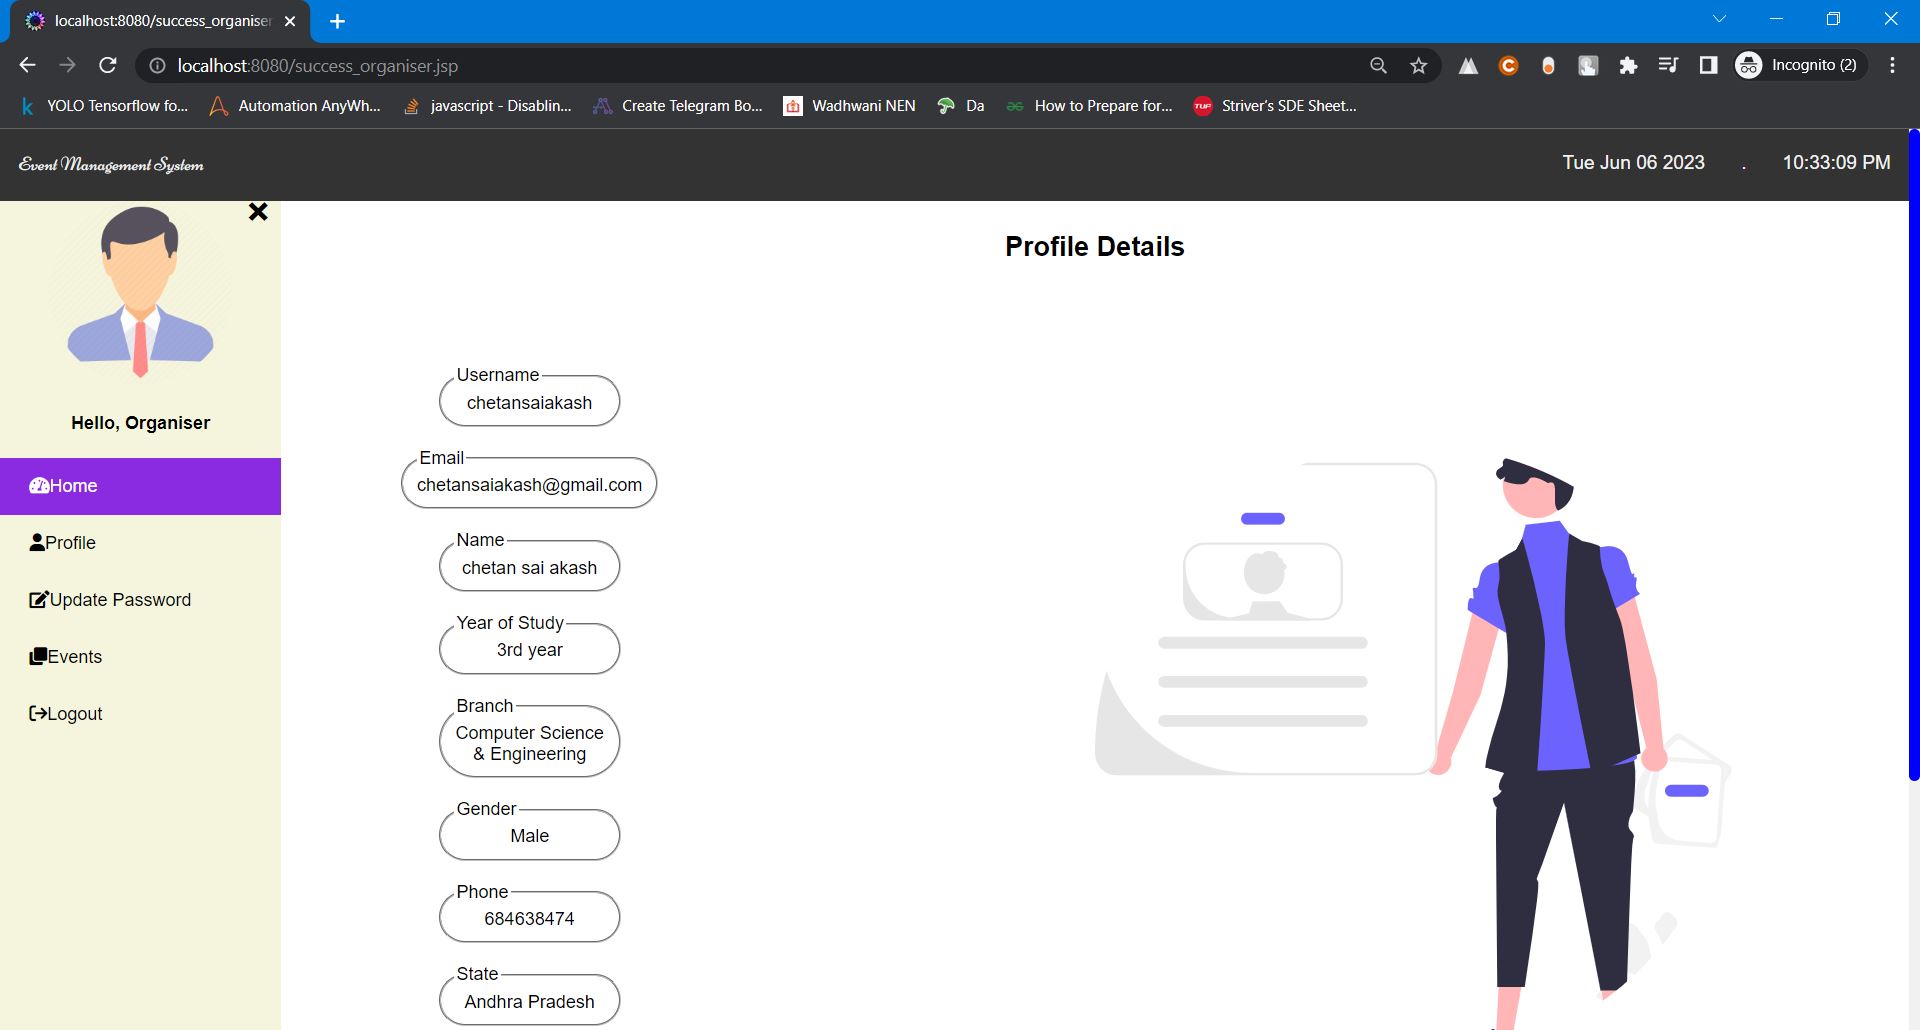 localhost:8080/success_organiser
localhost:8080/success_organiser.jsp
Incognito (2)
YOLO Tensorflow fo...
Automation AnyWh...
javascript - Disablin...
Create Telegram Bo...
Wadhwani NEN
Da
How to Prepare for...
TUF
Striver's SDE Sheet...
Event Management System
Tue Jun 06 2023 . 10:33:09 PM
Hello, Organiser
Home
Profile
Update Password
Events
Logout
Profile Details
Username
chetansaiakash
Email
chetansaiakash@gmail.com
Name
chetan sai akash
Year of Study
3rd year
Branch
Computer Science
& Engineering
Gender
Male
Phone
684638474
State
Andhra Pradesh